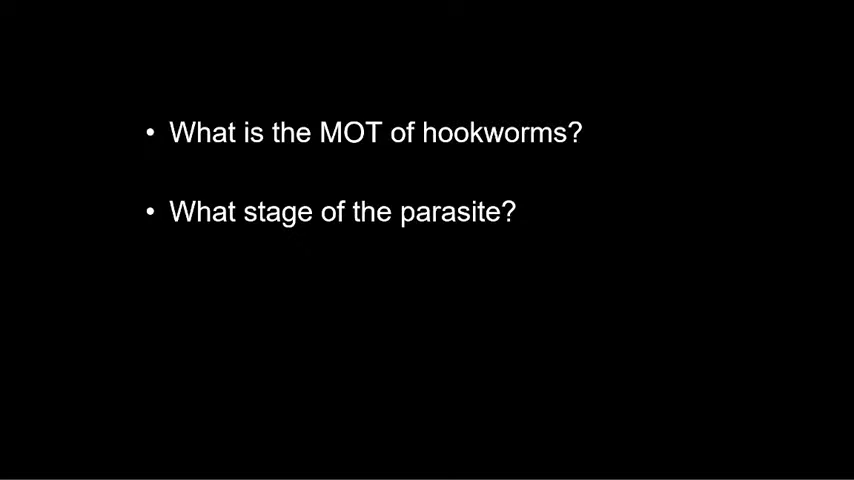 • What is the MOT of hookworms?
• What stage of the parasite?